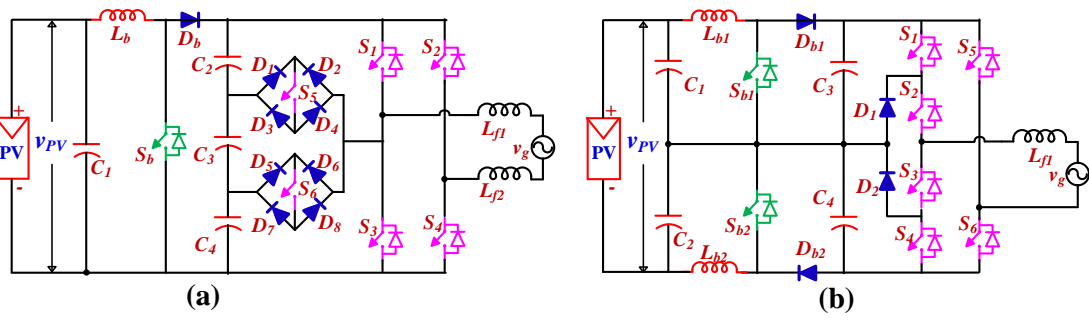 L_b
D_b
S_1
S_2
C_2
D_1
D_2
S_5
D_3
D_4
+
PV
v_PV
-
C_1
S_b
C_3
D_5
D_6
S_6
D_7
D_8
C_4
L_f1
v_g
L_f2
S_3
S_4
(a)
L_b1
D_b1
S_1
S_5
C_1
S_b1
C_3
S_2
D_1
+
PV
v_PV
-
L_f1
v_g
D_2
S_3
C_2
S_b2
C_4
S_4
S_6
L_b2
D_b2
(b)